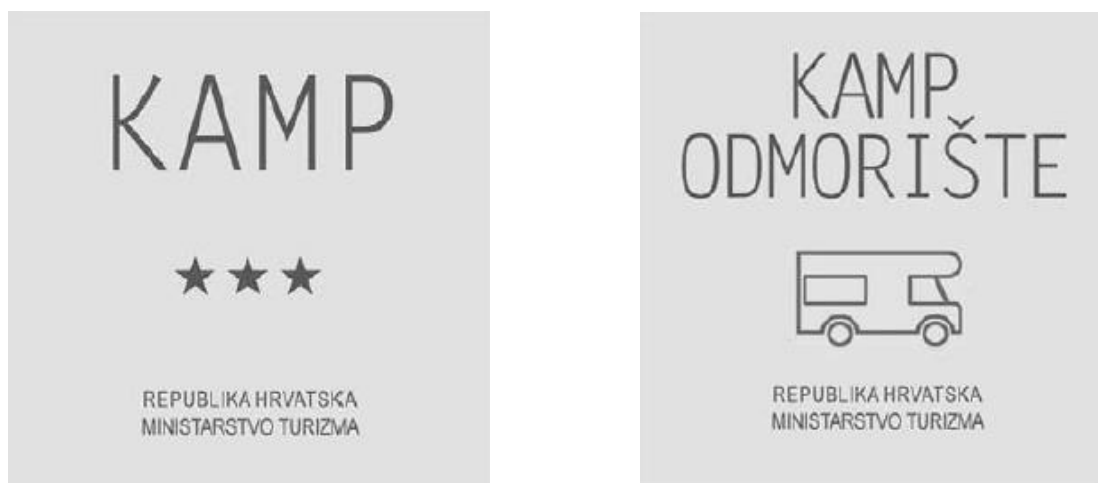 KAMP
★★★
REPUBLIKA HRVATSKA
MINISTARSTVO TURIZMA
KAMP
ODMORIŠTE
REPUBLIKA HRVATSKA
MINISTARSTVO TURIZMA